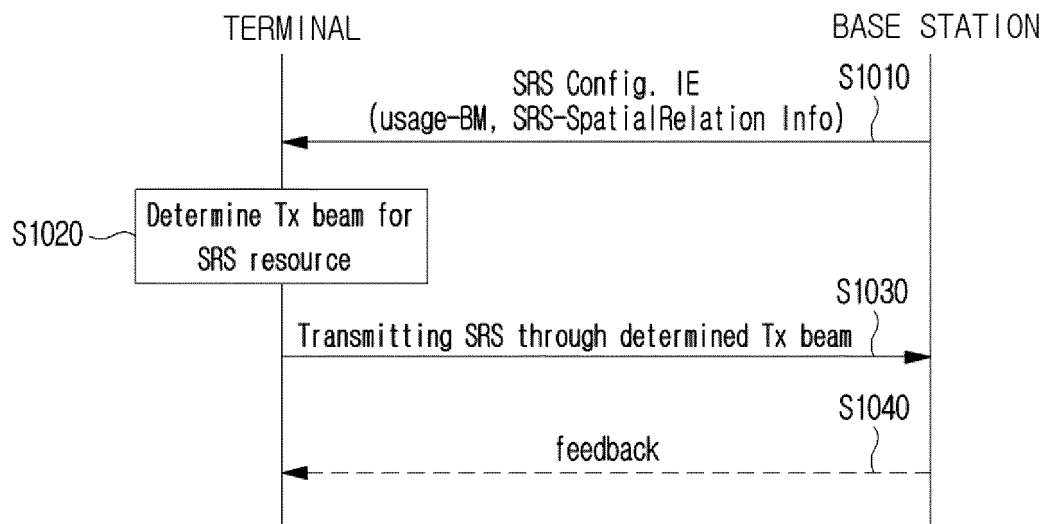 TERMINAL
BASE STATION
S1010
SRS Config. IE
(usage-BM, SRS-SpatialRelation Info)
S1020
Determine Tx beam for
SRS resource
S1030
Transmitting SRS through determined Tx beam
S1040
feedback